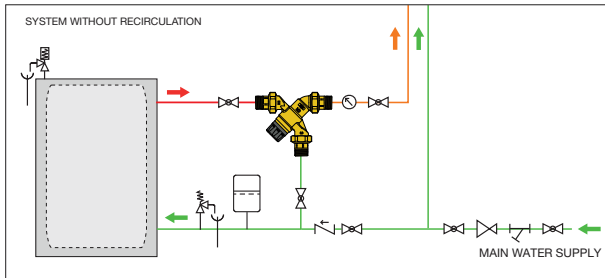 SYSTEM WITHOUT RECIRCULATION
MAIN WATER SUPPLY